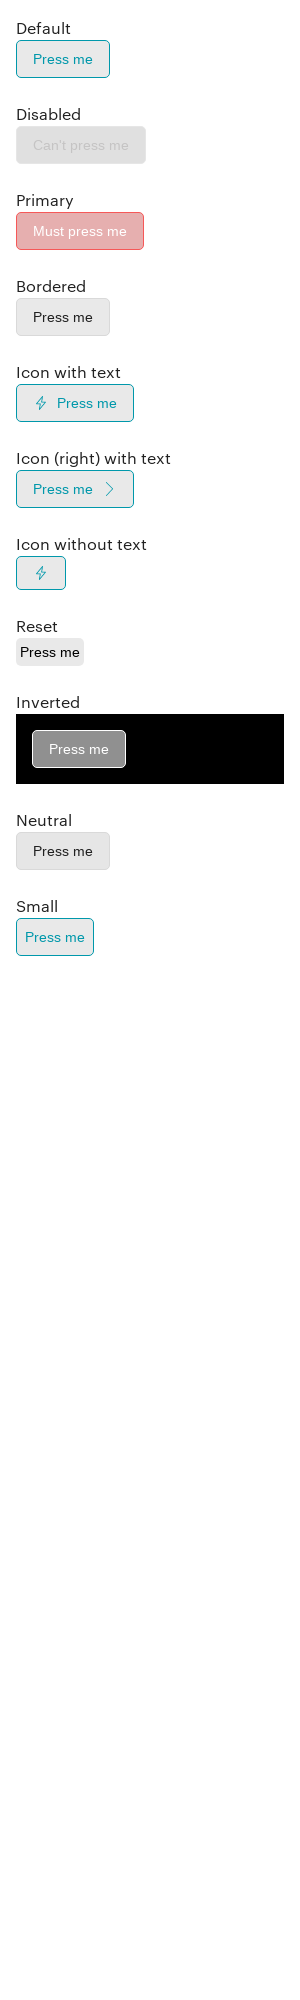 Default
Press me
Disabled
Can't press me
Primary
Must press me
Bordered
Press me
Icon with text
Press me
Icon (right) with text
Press me
Icon without text
Reset
Press me
Inverted
Press me
Neutral
Press me
Small
Press me